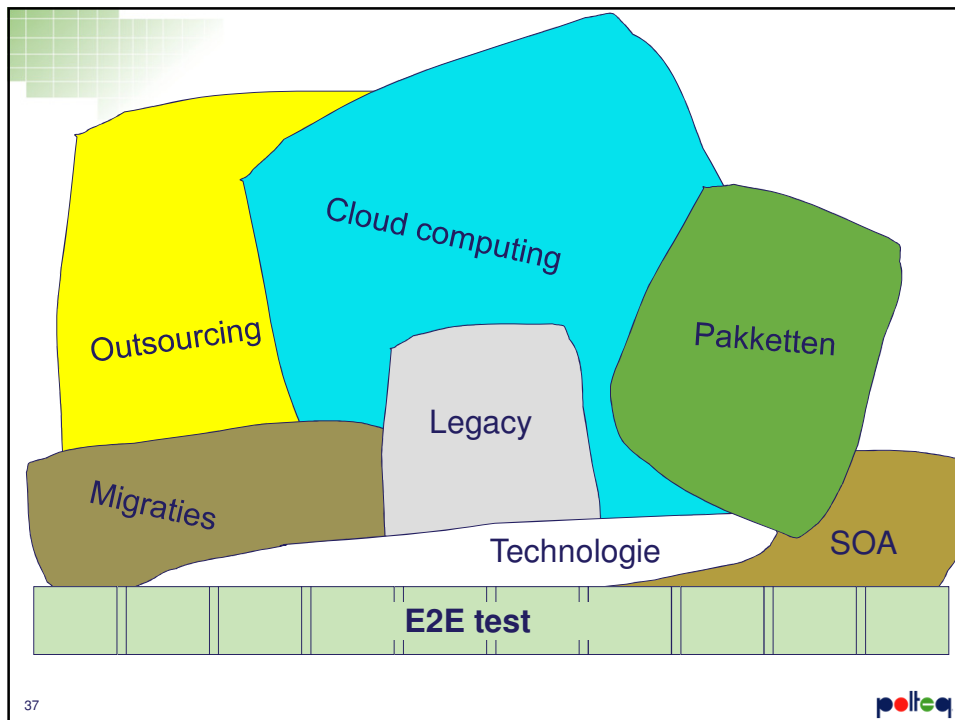 Cloud computing
Outsourcing
Pakketten
Legacy
Migraties
Technologie
SOA
E2E test
37
polteq